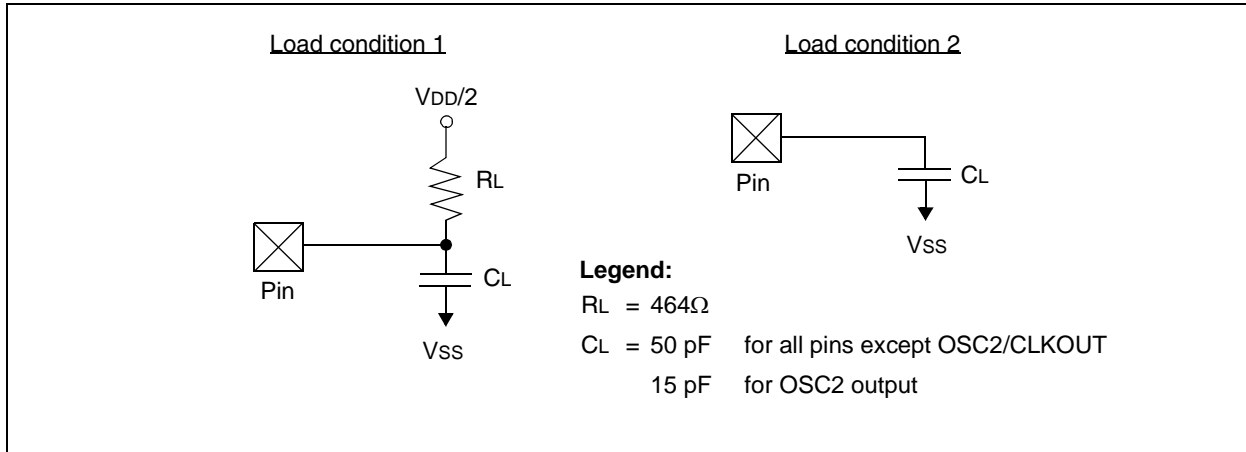 Load condition 1
VDD/2
RL
Pin
CL
VSS
Load condition 2
Pin
CL
VSS
Legend:
RL = 464Ω
CL = 50 pF for all pins except OSC2/CLKOUT
15 pF for OSC2 output